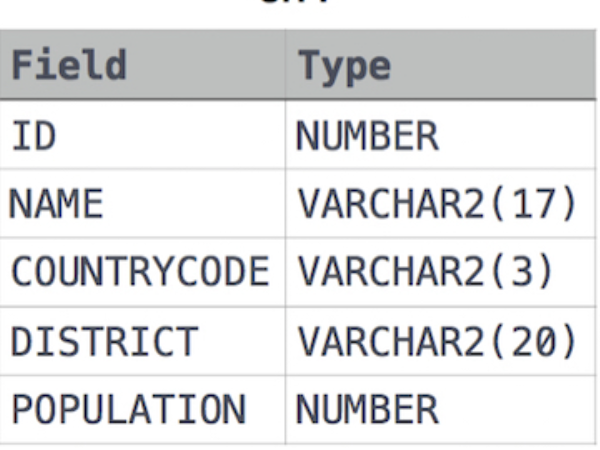 Field Type
ID NUMBER
NAME VARCHAR2(17)
COUNTRYCODE VARCHAR2(3)
DISTRICT VARCHAR2(20)
POPULATION NUMBER